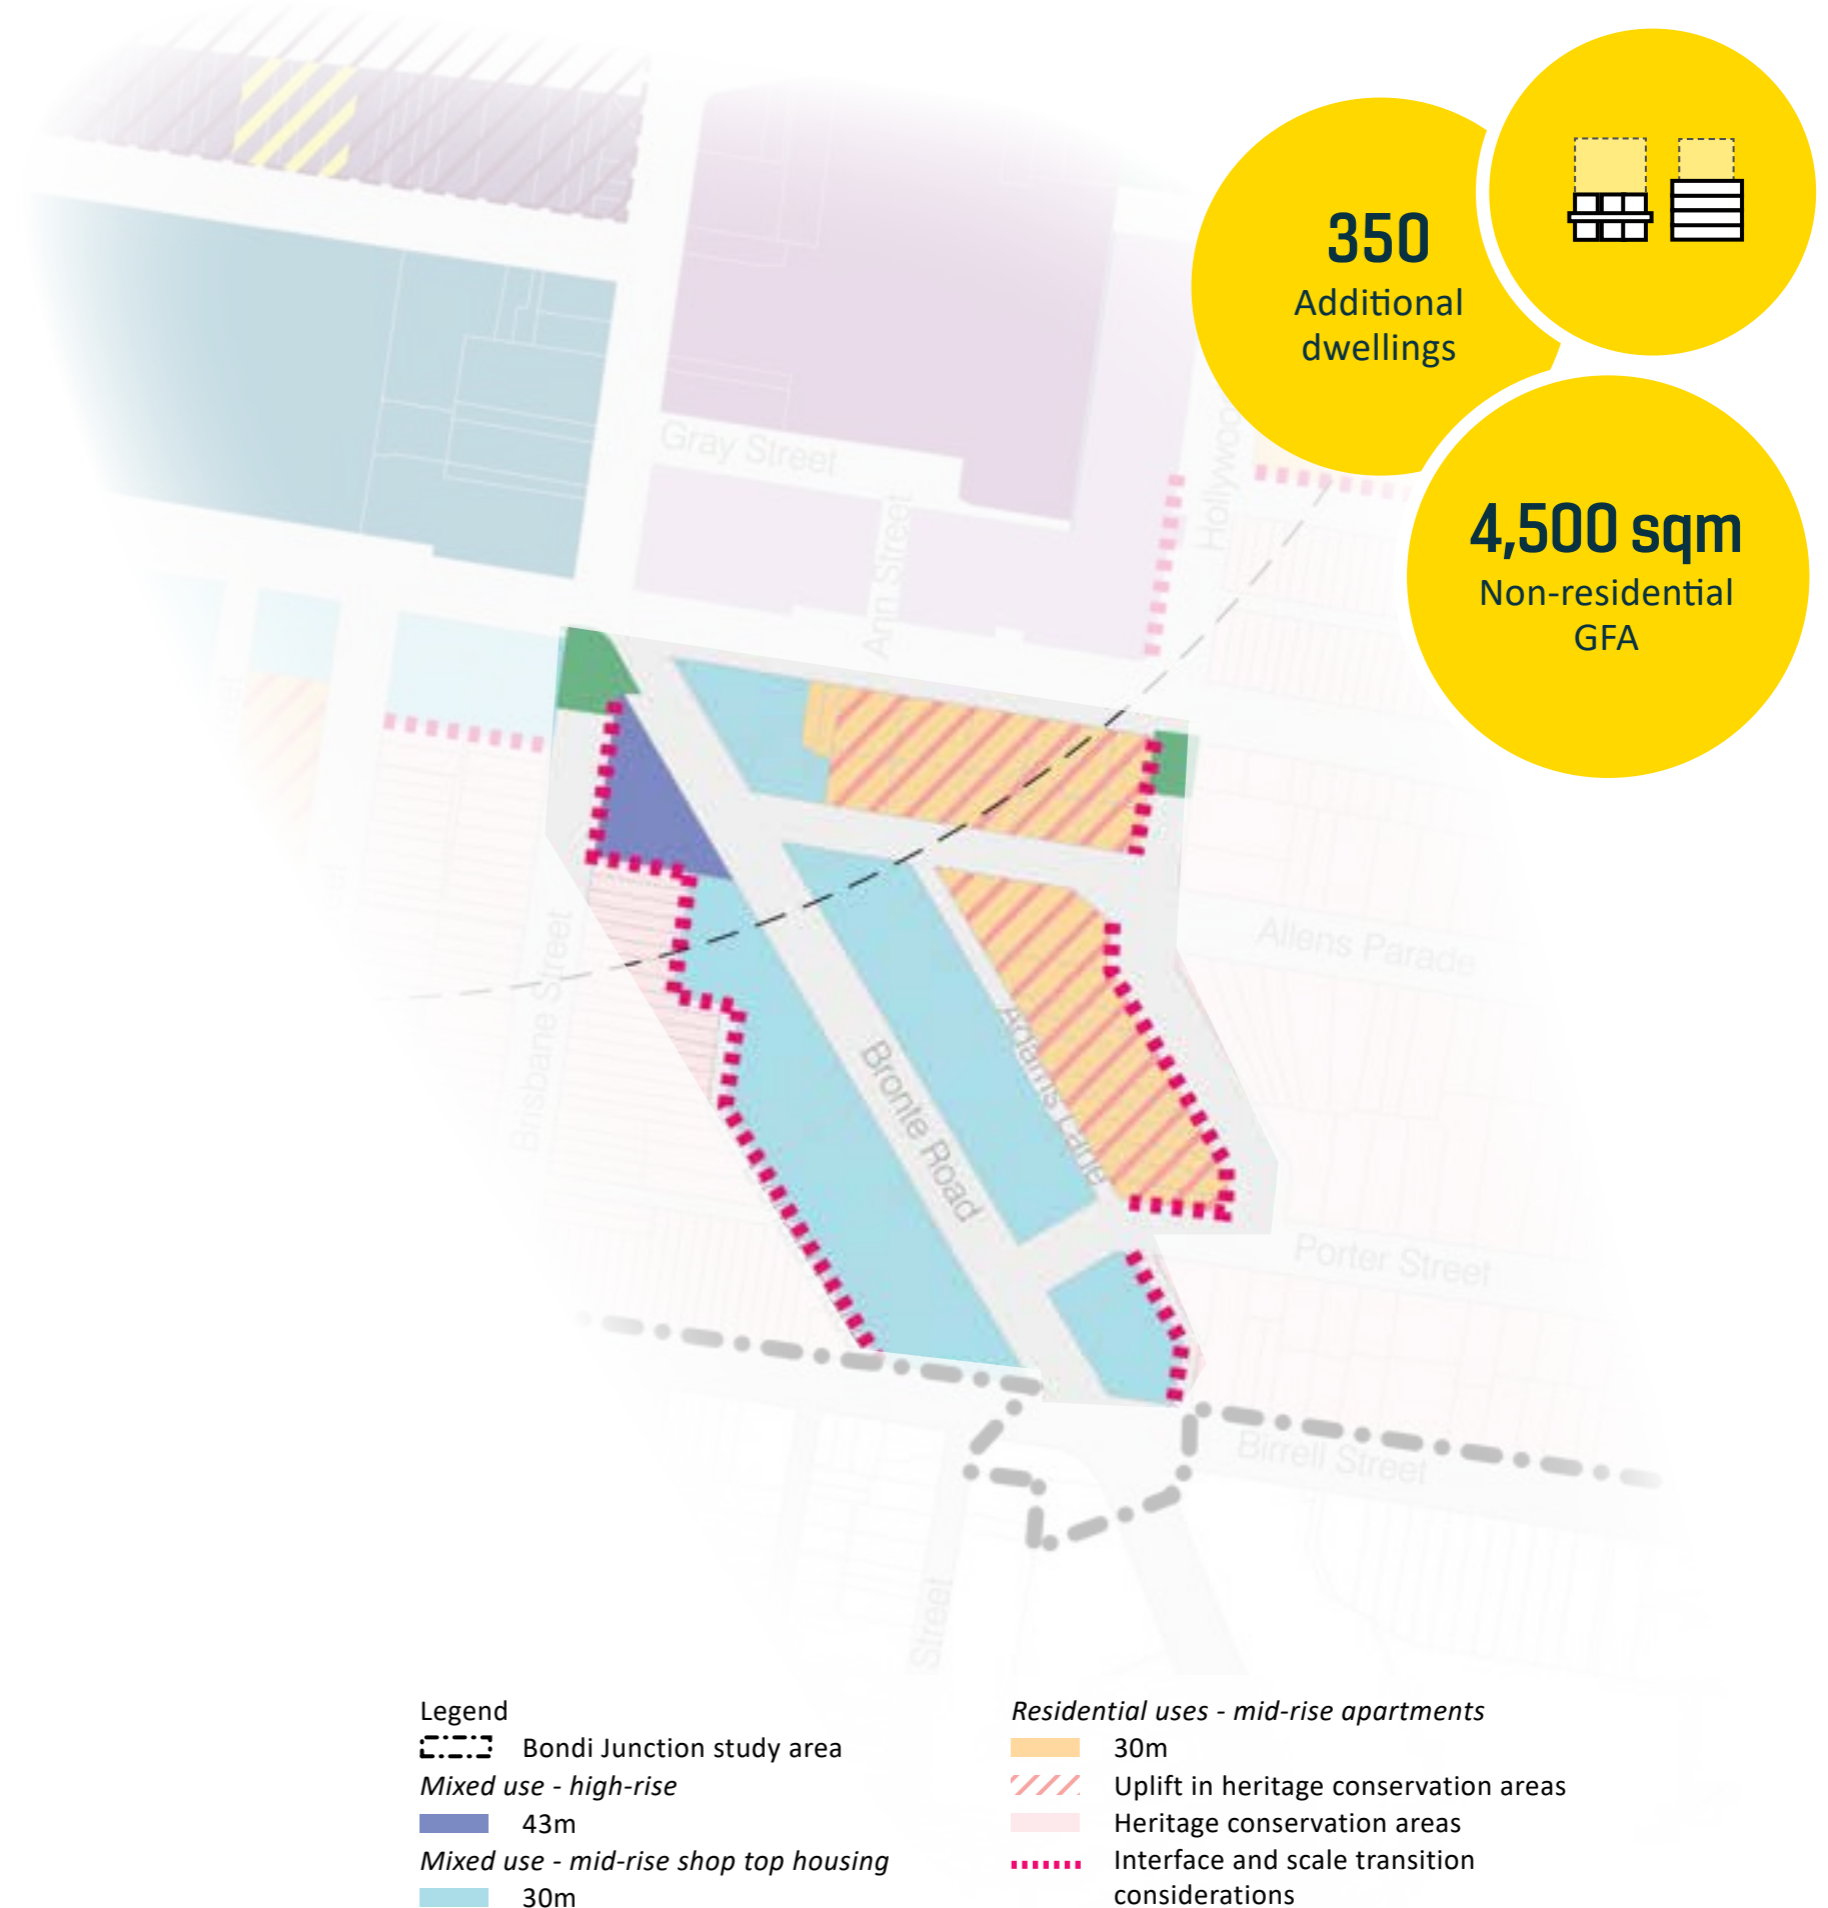 350
Additional
dwellings
4,500 sqm
Non-residential
GFA
Gray Street
Ann Street
Allens Parade
Brisbane Street
Adams Lane
Bronte Road
Porter Street
Birrell Street
Street
Legend
Bondi Junction study area
Mixed use - high-rise
43m
Mixed use - mid-rise shop top housing
30m
Residential uses - mid-rise apartments
30m
Uplift in heritage conservation areas
Heritage conservation areas
Interface and scale transition
considerations